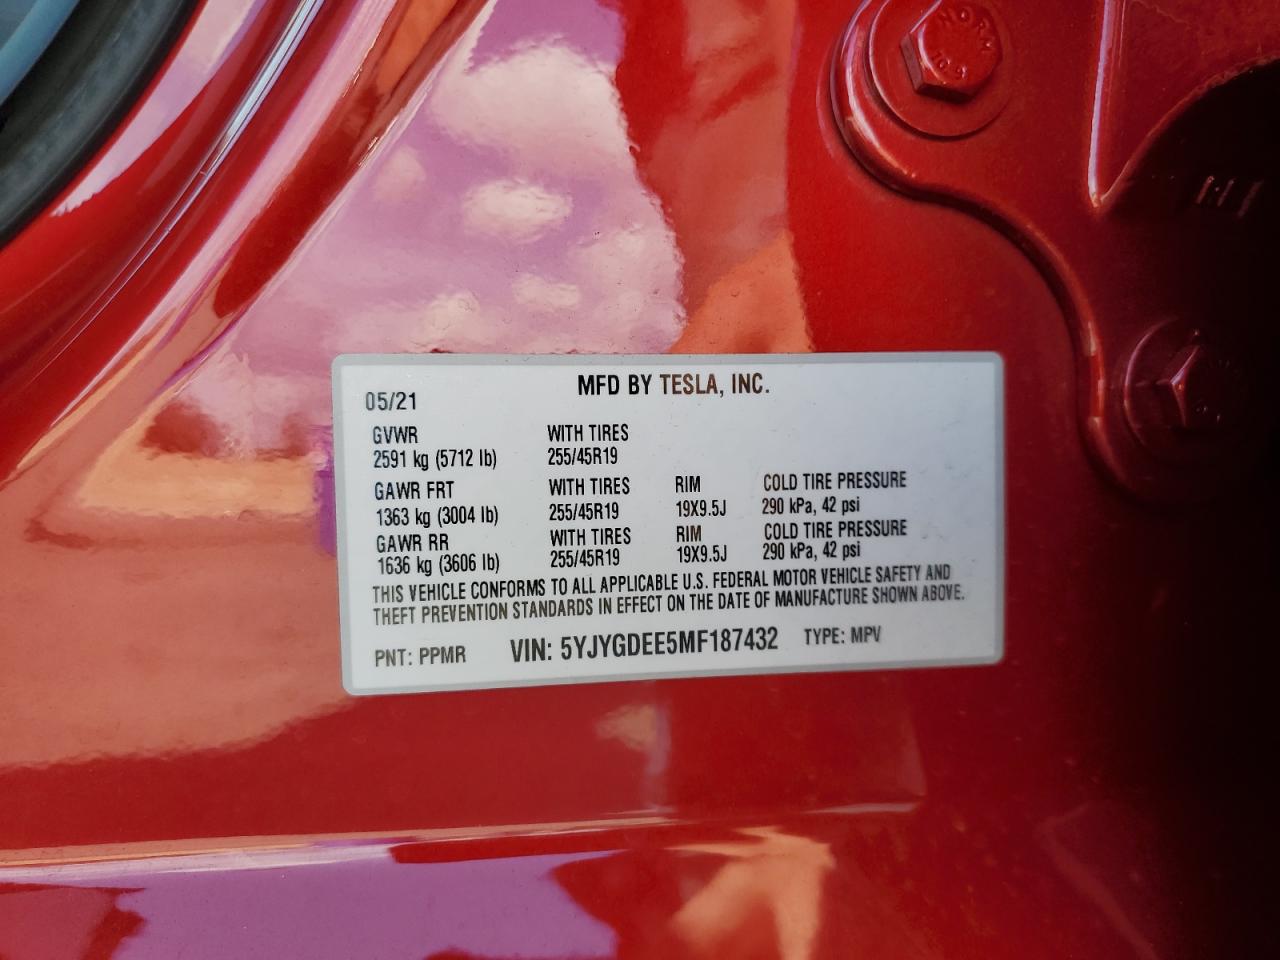 MFD BY TESLA, INC.
05/21
GVWR WITH TIRES
2591 kg (5712 lb) 255/45R19
GAWR FRT WITH TIRES RIM COLD TIRE PRESSURE
1363 kg (3004 lb) 255/45R19 19X9.5J 290 kPa, 42 psi
GAWR RR WITH TIRES RIM COLD TIRE PRESSURE
1636 kg (3606 lb) 255/45R19 19X9.5J 290 kPa, 42 psi
THIS VEHICLE CONFORMS TO ALL APPLICABLE U.S. FEDERAL MOTOR VEHICLE SAFETY AND
THEFT PREVENTION STANDARDS IN EFFECT ON THE DATE OF MANUFACTURE SHOWN ABOVE.
PNT: PPMR VIN: 5YJYGDEE5MF187432 TYPE: MPV